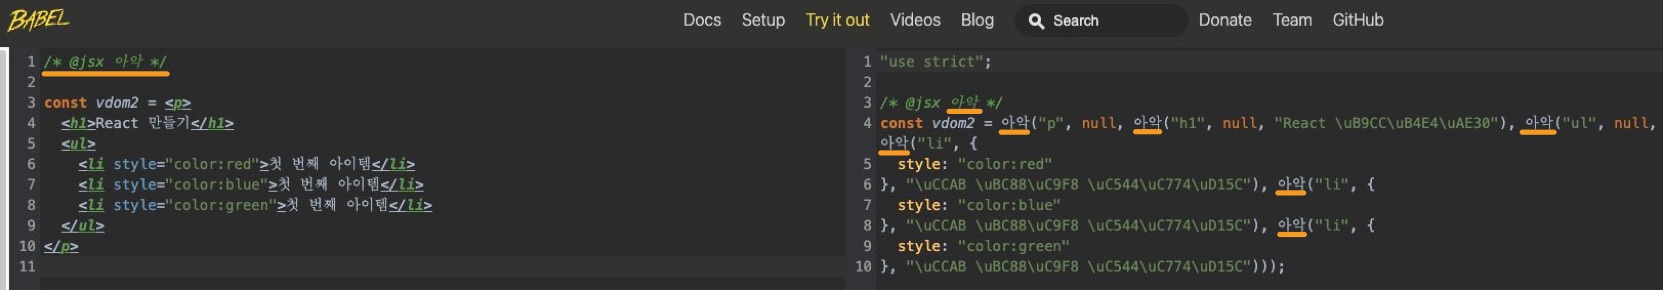 BABEL
Docs Setup Try it out Videos Blog Search Donate Team GitHub
1 /* @jsx 아악 */
2
3 const vdom2 = <p>
4 <h1>React 만들기</h1>
5 <ul>
6 <li style="color:red">첫 번째 아이템</li>
7 <li style="color:blue">첫 번째 아이템</li>
8 <li style="color:green">첫 번째 아이템</li>
9 </ul>
10 </p>
11
1 "use strict";
2
3 /* @jsx 아악 */
4 const vdom2 = 아악("p", null, 아악("h1", null, "React \uB9CC\uB4E4\uAE30"), 아악("ul", null,
아악("li", {
5 style: "color:red"
6 }, "\uCCAB \uBC88\uC9F8 \uC544\uC774\uD15C"), 아악("li", {
7 style: "color:blue"
8 }, "\uCCAB \uBC88\uC9F8 \uC544\uC774\uD15C"), 아악("li", {
9 style: "color:green"
10 }, "\uCCAB \uBC88\uC9F8 \uC544\uC774\uD15C")));